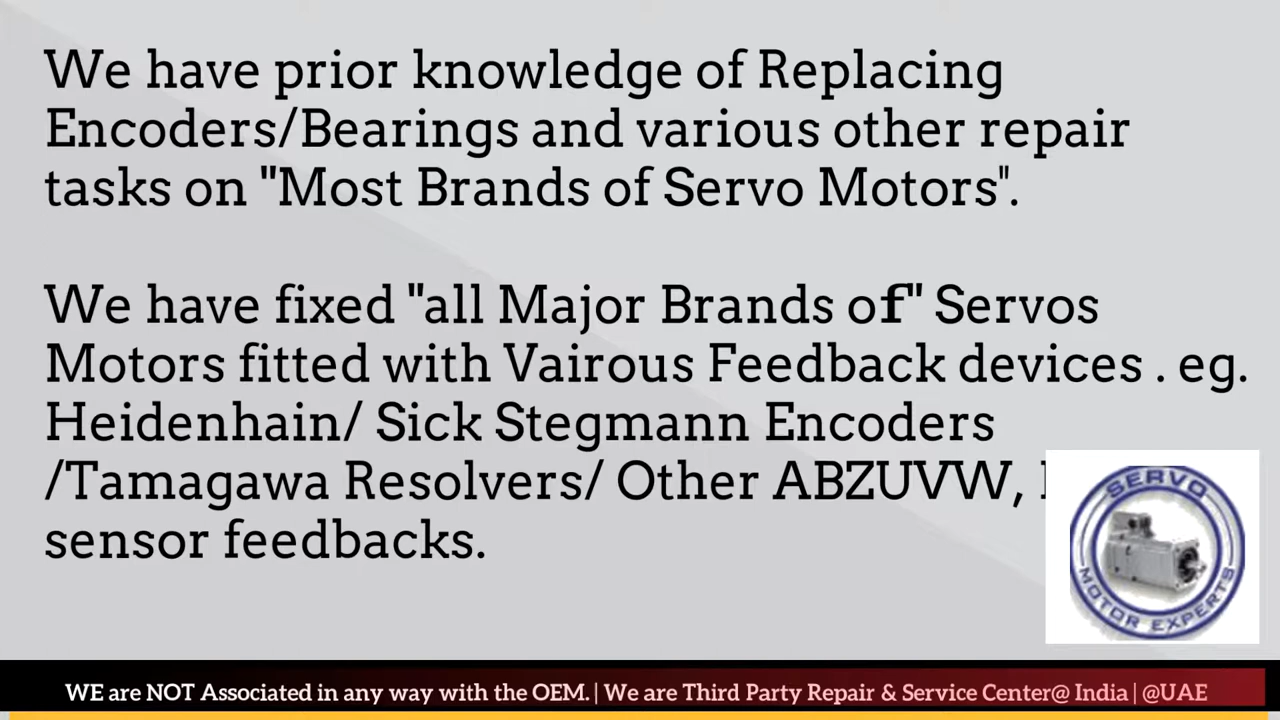 We have prior knowledge of Replacing
Encoders/Bearings and various other repair
tasks on "Most Brands of Servo Motors".
We have fixed "all Major Brands of" Servos
Motors fitted with Vairous Feedback devices . eg.
Heidenhain/ Sick Stegmann Encoders
/Tamagawa Resolvers/ Other ABZUVW,
sensor feedbacks.
SERVO
MOTOR EXPERTS
WE are NOT Associated in any way with the OEM. | We are Third Party Repair & Service Center@ India | @UAE